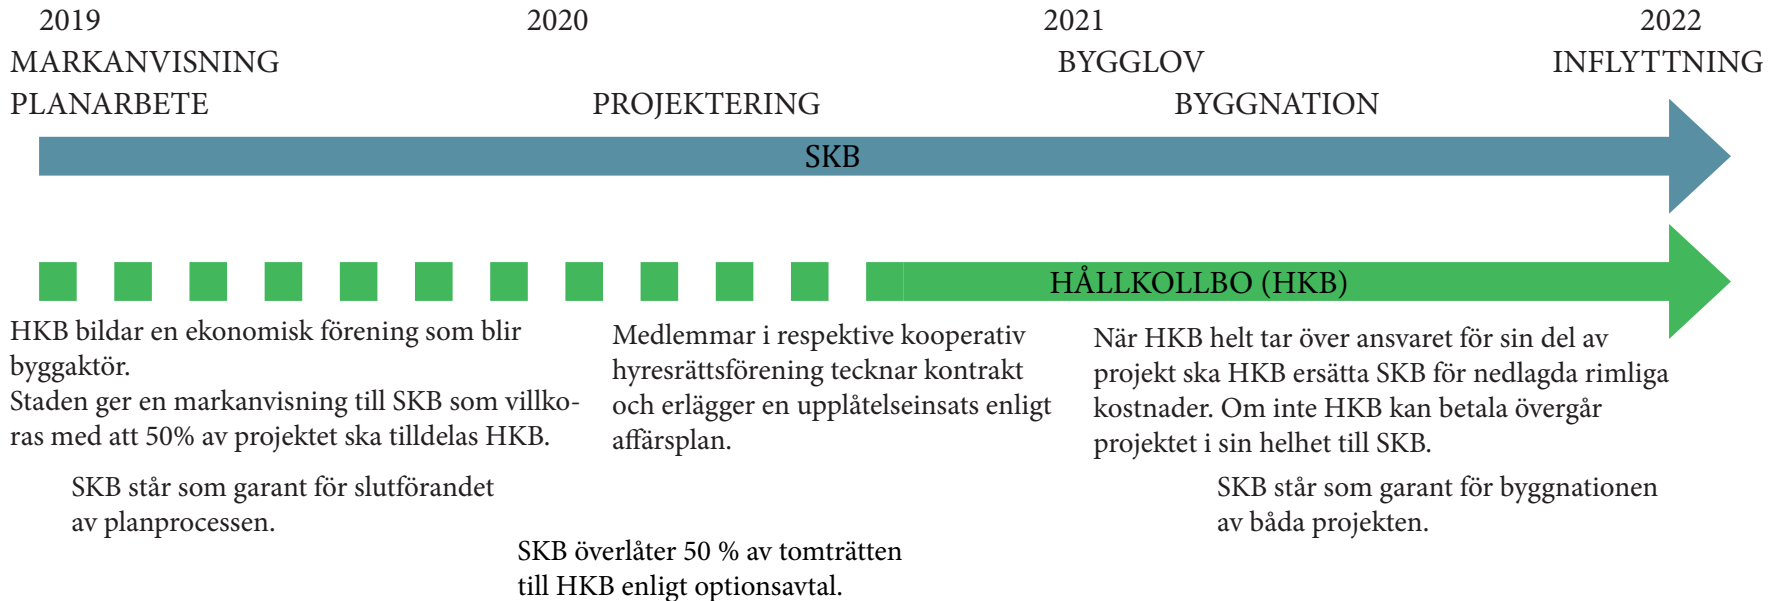 2019
2020
2021
2022
MARKANVISNING
BYGGLOV
INFLYTTNING
PLANARBETE
PROJEKTERING
BYGGNATION
SKB
HÅLLKOLLBO (HKB)
HKB bildar en ekonomisk förening som blir
byggaktör.
Staden ger en markanvisning till SKB som villko-
ras med att 50% av projektet ska tilldelas HKB.
SKB står som garant för slutförandet
av planprocessen.
Medlemmar i respektive kooperativ
hyresrättsförening tecknar kontrakt
och erlägger en upplåtelseinsats enligt
affärsplan.
SKB överlåter 50 % av tomträtten
till HKB enligt optionsavtal.
När HKB helt tar över ansvaret för sin del av
projekt ska HKB ersätta SKB för nedlagda rimliga
kostnader. Om inte HKB kan betala övergår
projektet i sin helhet till SKB.
SKB står som garant för byggnationen
av båda projekten.